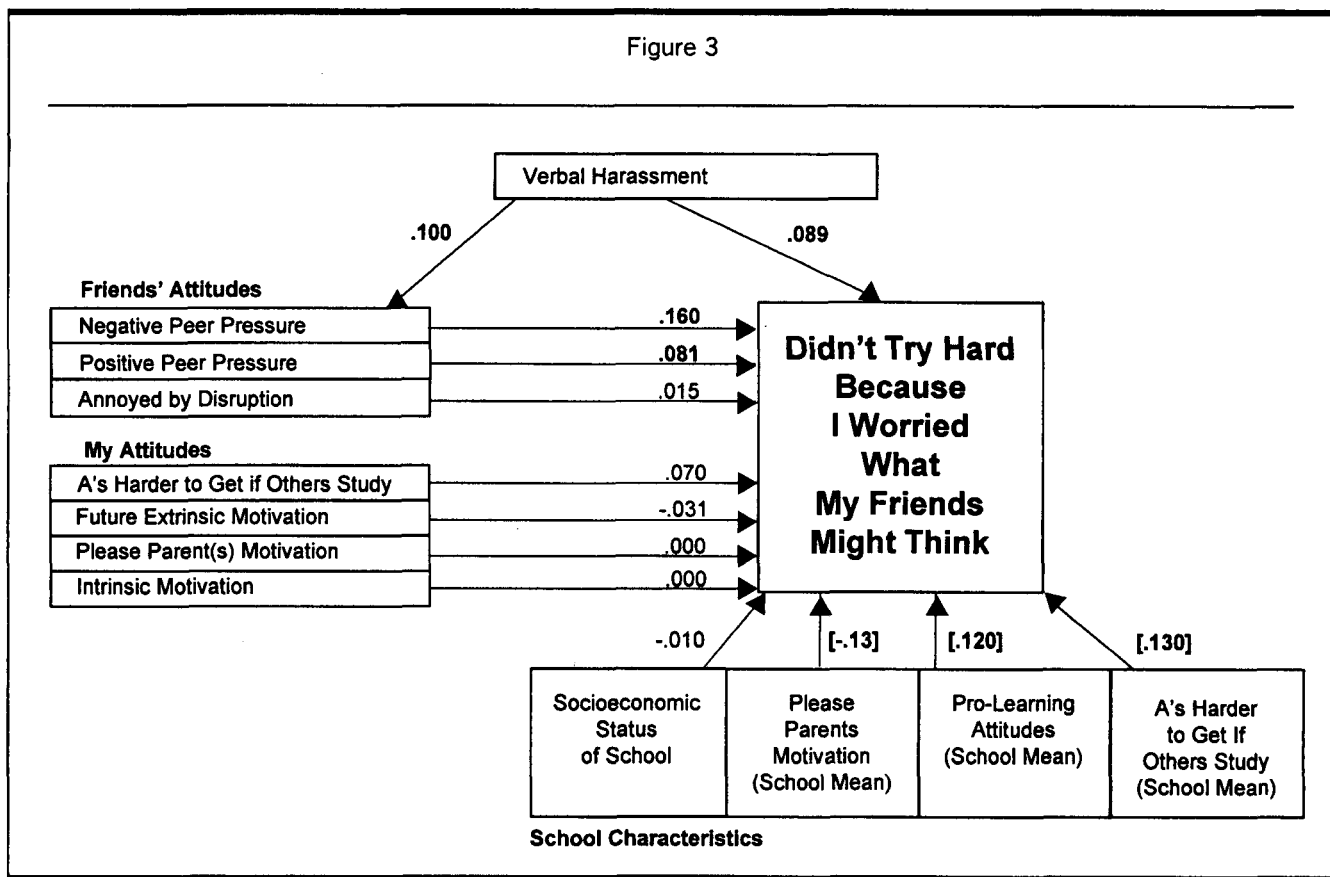 Figure 3
Verbal Harassment
.100
.089
Friends' Attitudes
Negative Peer Pressure
.160
Positive Peer Pressure
.081
Annoyed by Disruption
.015
My Attitudes
A's Harder to Get if Others Study
.070
Future Extrinsic Motivation
-.031
Please Parent(s) Motivation
.000
Intrinsic Motivation
.000
Didn't Try Hard
Because
I Worried
What
My Friends
Might Think
-.010
[-.13]
[.120]
[.130]
Socioeconomic
Status
of School
Please
Parents
Motivation
(School Mean)
Pro-Learning
Attitudes
(School Mean)
A's Harder
to Get If
Others Study
(School Mean)
School Characteristics